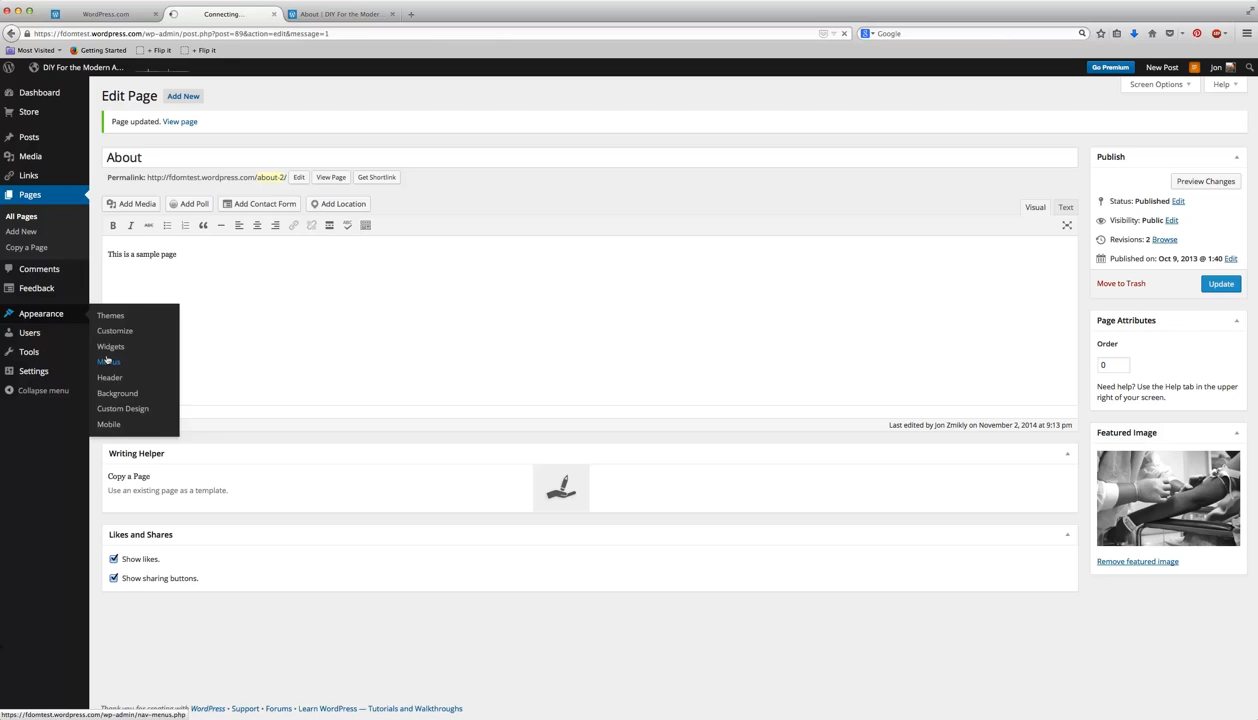 WordPress.com
Connecting...
About | DIY For the Modern ...
https://fdomtest.wordpress.com/wp-admin/post.php?post=89&action=edit&message=1
Google
Most Visited
Getting Started
+ Flip it
+ Flip it
DIY For the Modern A...
Go Premium
New Post
Jon
Dashboard
Store
Posts
Media
Links
Pages
All Pages
Add New
Copy a Page
Comments
Feedback
Appearance
Users
Tools
Settings
Collapse menu
Themes
Customize
Widgets
Menus
Header
Background
Custom Design
Mobile
Screen Options
Help
Edit Page
Add New
Page updated. View page
About
Permalink: http://fdomtest.wordpress.com/about-2/
Edit
View Page
Get Shortlink
Add Media
Add Poll
Add Contact Form
Add Location
Visual
Text
B
I
ABC
ABC
This is a sample page
Last edited by Jon Zmikly on November 2, 2014 at 9:13 pm
Writing Helper
Copy a Page
Use an existing page as a template.
Likes and Shares
Show likes.
Show sharing buttons.
Publish
Preview Changes
Status: Published Edit
Visibility: Public Edit
Revisions: 2 Browse
Published on: Oct 9, 2013 @ 1:40 Edit
Move to Trash
Update
Page Attributes
Order
0
Need help? Use the Help tab in the upper
right of your screen.
Featured Image
Remove featured image
Thank you for creating with WordPress • Support • Forums • Learn WordPress — Tutorials and Walkthroughs
https://fdomtest.wordpress.com/wp-admin/nav-menus.php